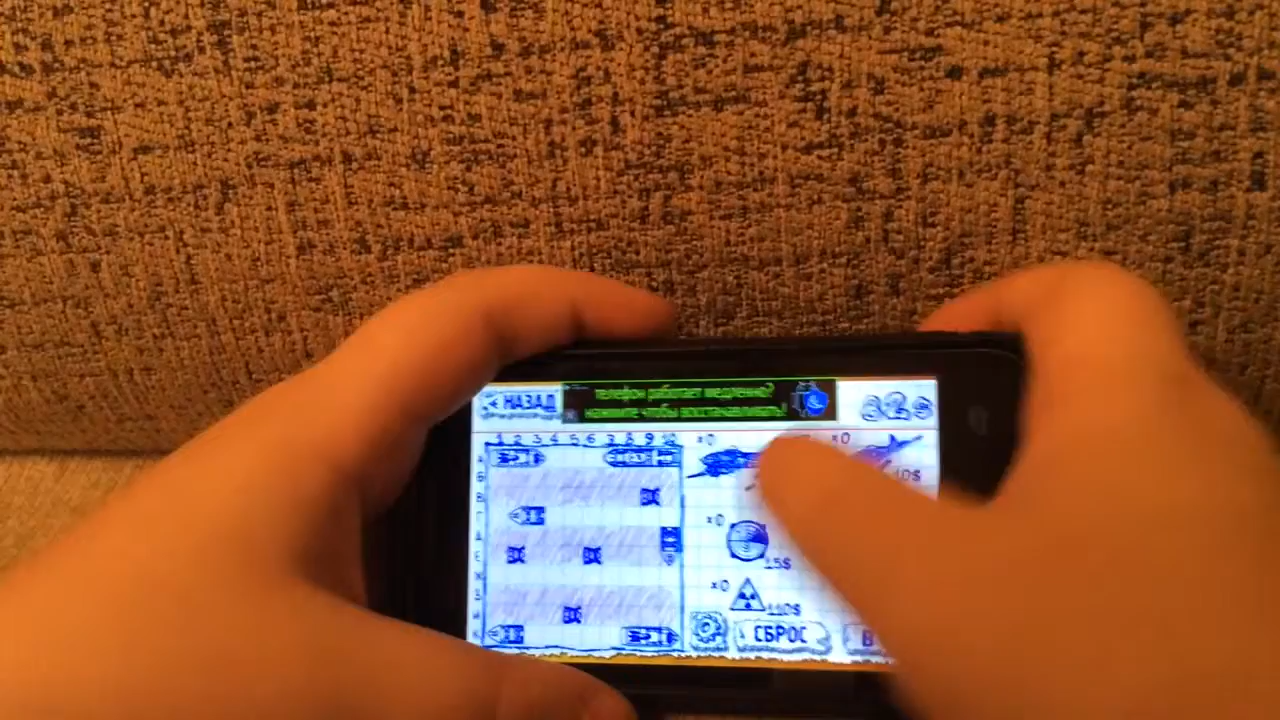 НАЗАД
телефон работает медленно?
нажмите чтобы восстановить!
320
1 2 3 4 5 6 7 8 9 10
А
Б
В
Г
Д
Е
Ж
x0
x0
10$
x0
15$
x0
110$
СБРОС
В